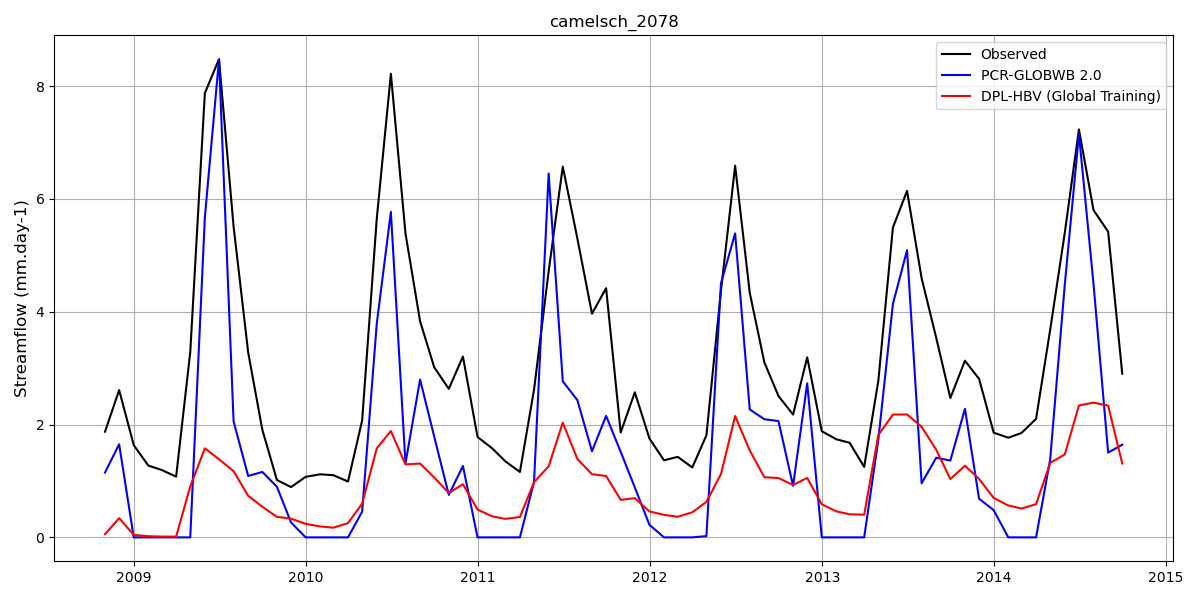 camelsch_2078
Streamflow (mm.day-1)
8
6
4
2
0
Observed
PCR-GLOBWB 2.0
DPL-HBV (Global Training)
2009 2010 2011 2012 2013 2014 2015